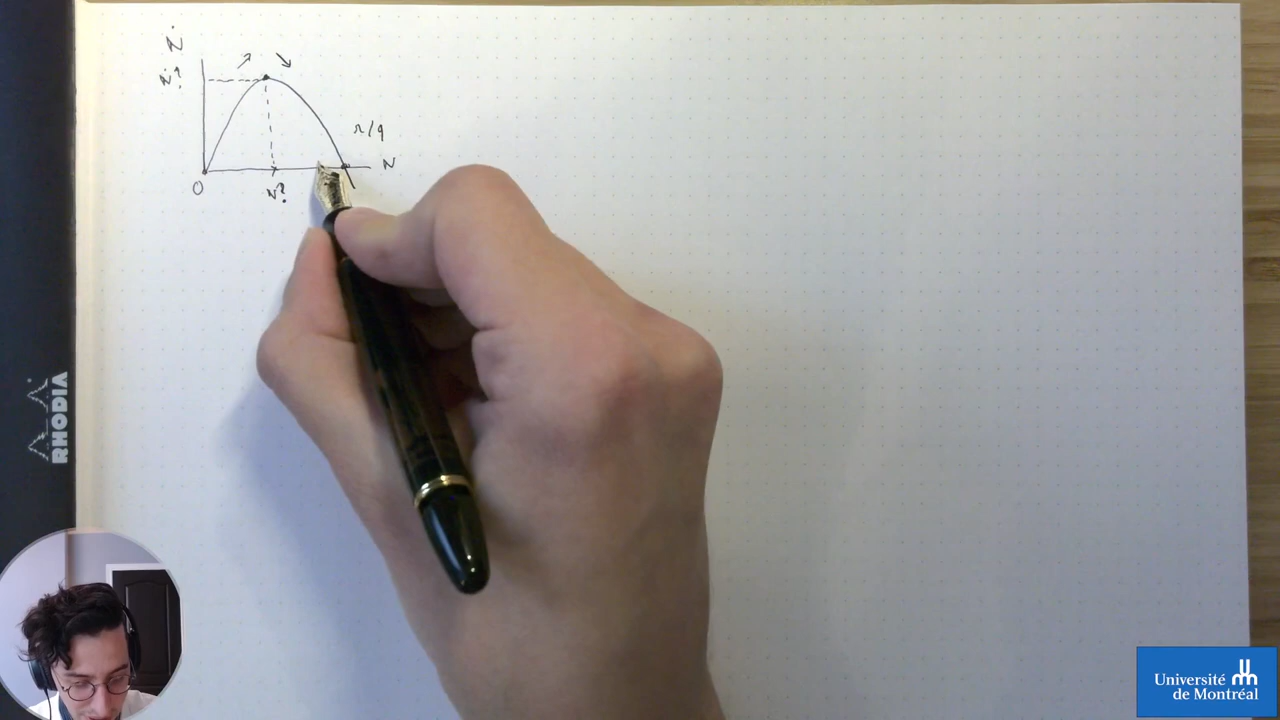 Ṅ
Ṅ?
r/q
N
0
N?
RHODIA
Université
de Montréal